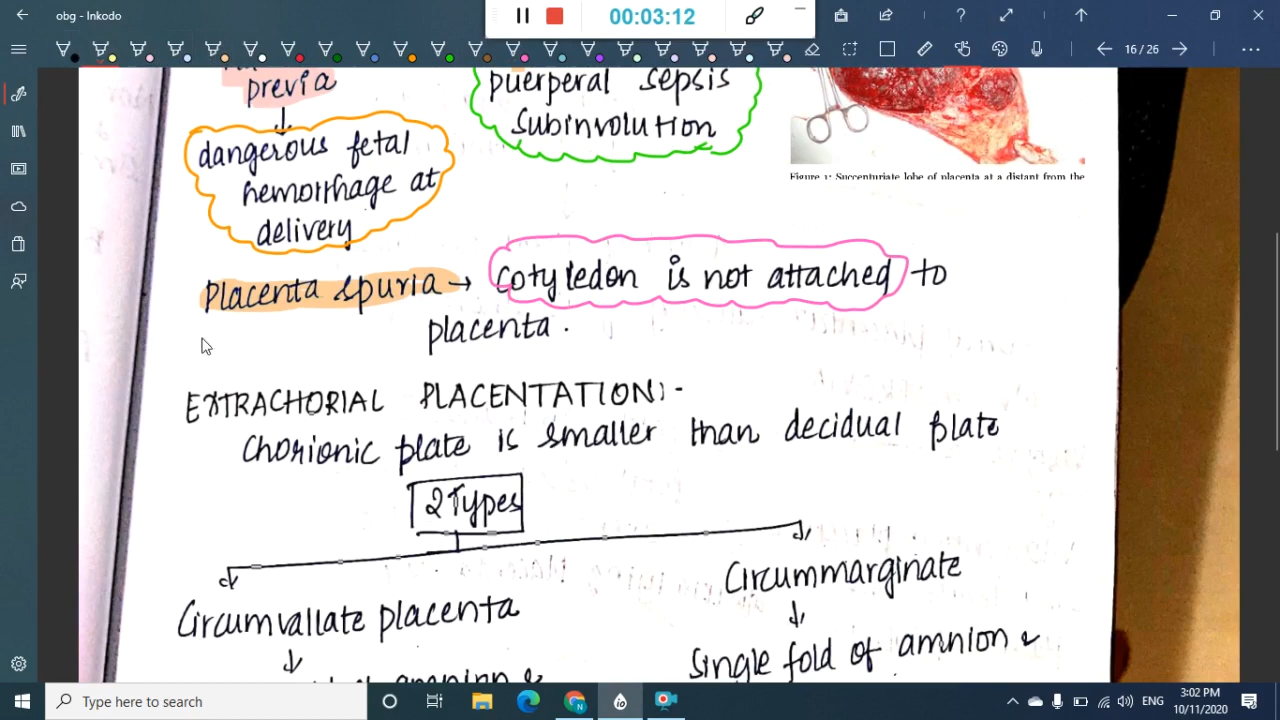 obg - Inkodo
00:03:12
16 / 26
previa
dangerous fetal
hemorrhage at
delivery
puerperal sepsis
subinvolution
Figure 1: Succenturiate lobe of placenta at a distant from the
Placenta spuria → cotyledon is not attached to
placenta.
EXTRACHORIAL PLACENTATION:-
Chorionic plate is smaller than decidual plate
2 Types
Circumvallate placenta
Circummarginate
Single fold of amnion &
amnion &
Type here to search
ENG
3:02 PM
10/11/2020